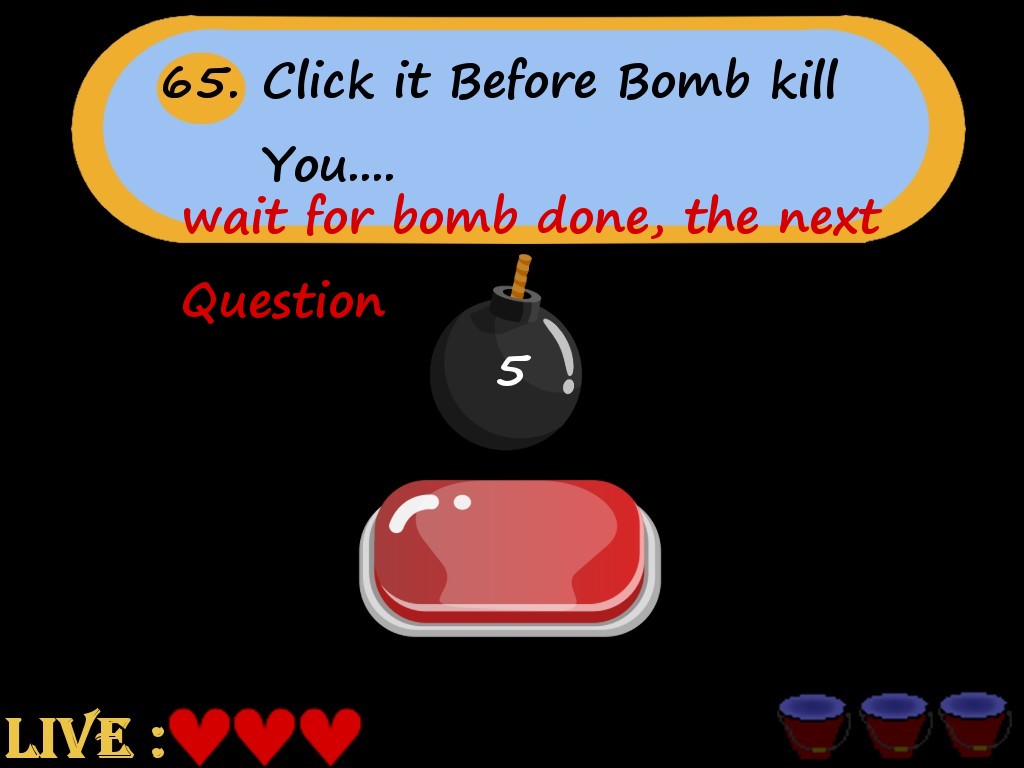 65. Click it Before Bomb kill
You....
wait for bomb done, the next
Question
5
LIVE :